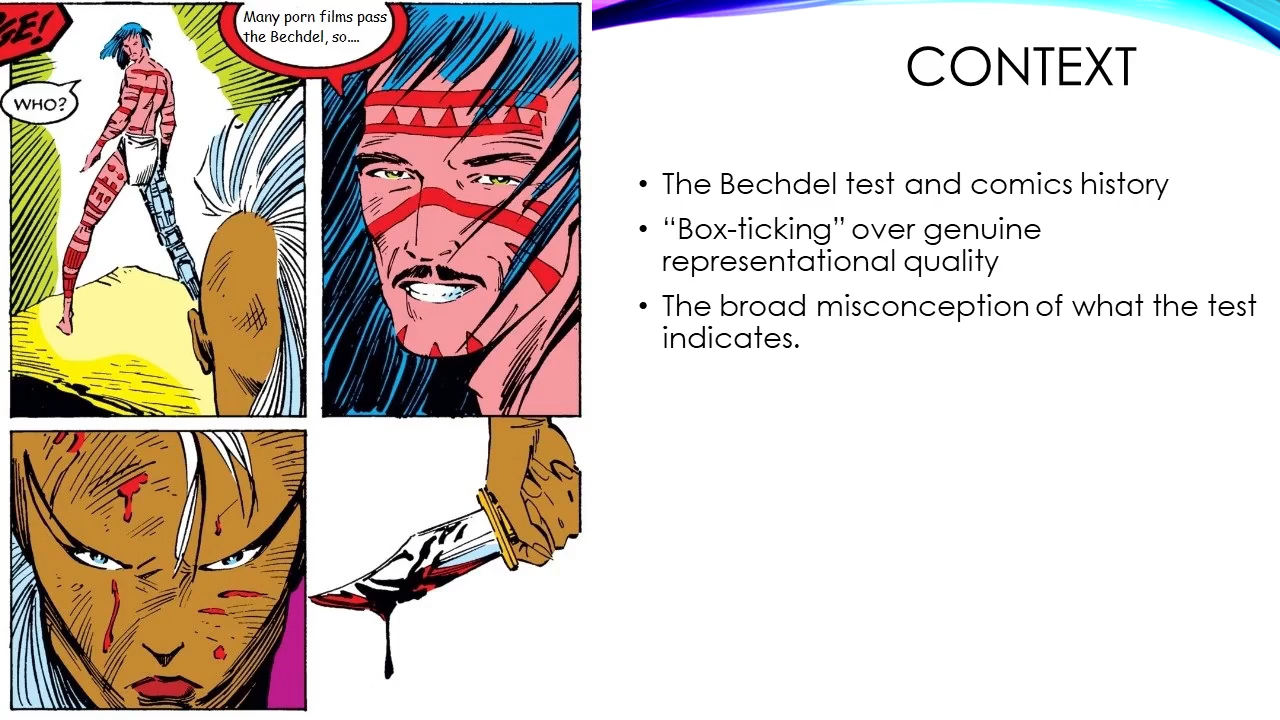 GE!
WHO?
Many porn films pass
the Bechdel, so....
CONTEXT
• The Bechdel test and comics history
• “Box-ticking” over genuine
representational quality
• The broad misconception of what the test
indicates.